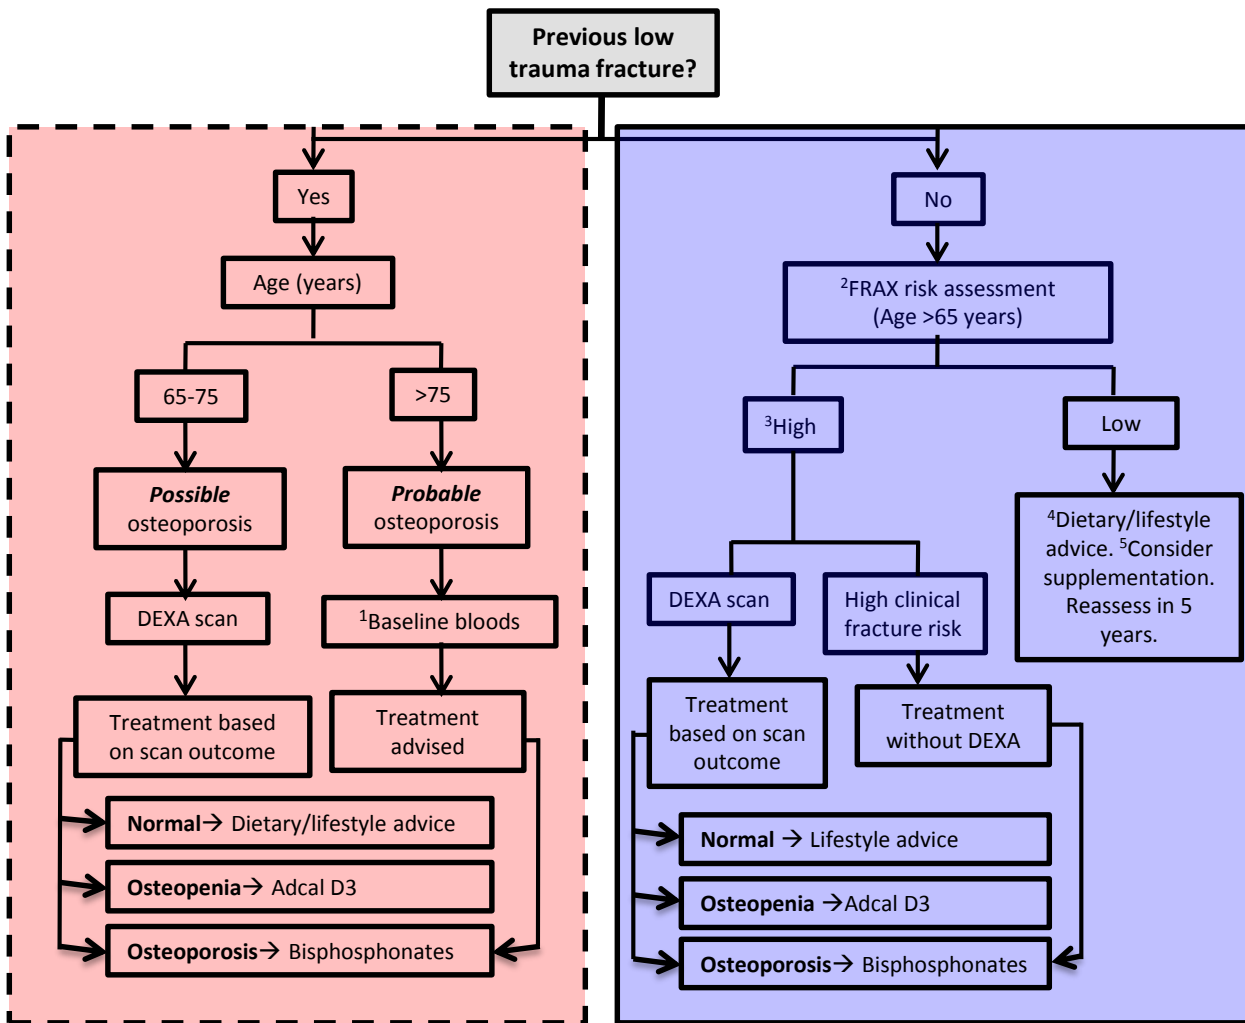 Previous low
trauma fracture?
Yes
Age (years)
65-75
>75
Possible
osteoporosis
Probable
osteoporosis
DEXA scan
¹Baseline bloods
Treatment based
on scan outcome
Treatment
advised
Normal→ Dietary/lifestyle advice
Osteopenia→ Adcal D3
Osteoporosis→ Bisphosphonates
No
²FRAX risk assessment
(Age >65 years)
³High
Low
DEXA scan
High clinical
fracture risk
⁴Dietary/lifestyle
advice. ⁵Consider
supplementation.
Reassess in 5
years.
Treatment
based on scan
outcome
Treatment
without DEXA
Normal → Lifestyle advice
Osteopenia →Adcal D3
Osteoporosis→ Bisphosphonates